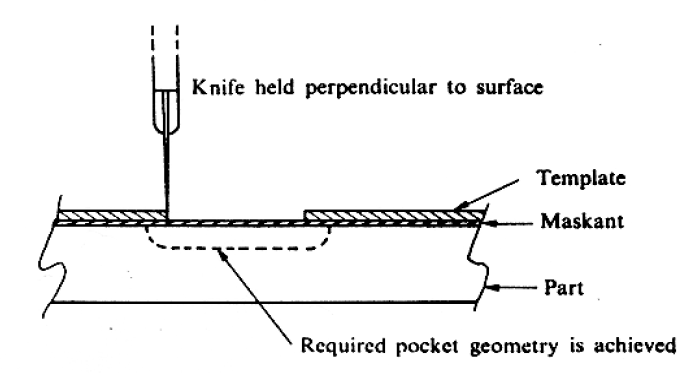 Knife held perpendicular to surface
Template
Maskant
Part
Required pocket geometry is achieved